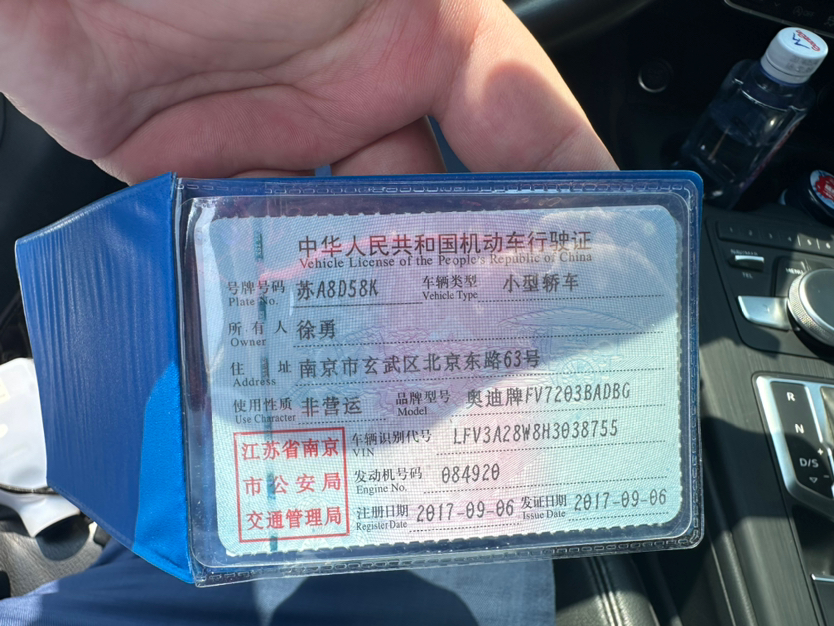 中华人民共和国机动车行驶证
Vehicle License of the People's Republic of China
号牌号码 苏A8D58K 车辆类型 小型轿车
Plate No. Vehicle Type
所有人 徐勇
Owner
住址 南京市玄武区北京东路63号
Address
使用性质 非营运 品牌型号 奥迪牌FV7203BADBG
Use Character Model
江苏省南京
市公安局
交通管理局
车辆识别代号 LFV3A28W8H3038755
VIN
发动机号码 084920
Engine No.
注册日期 2017-09-06 发证日期 2017-09-06
Register Date Issue Date
R
N
D/S